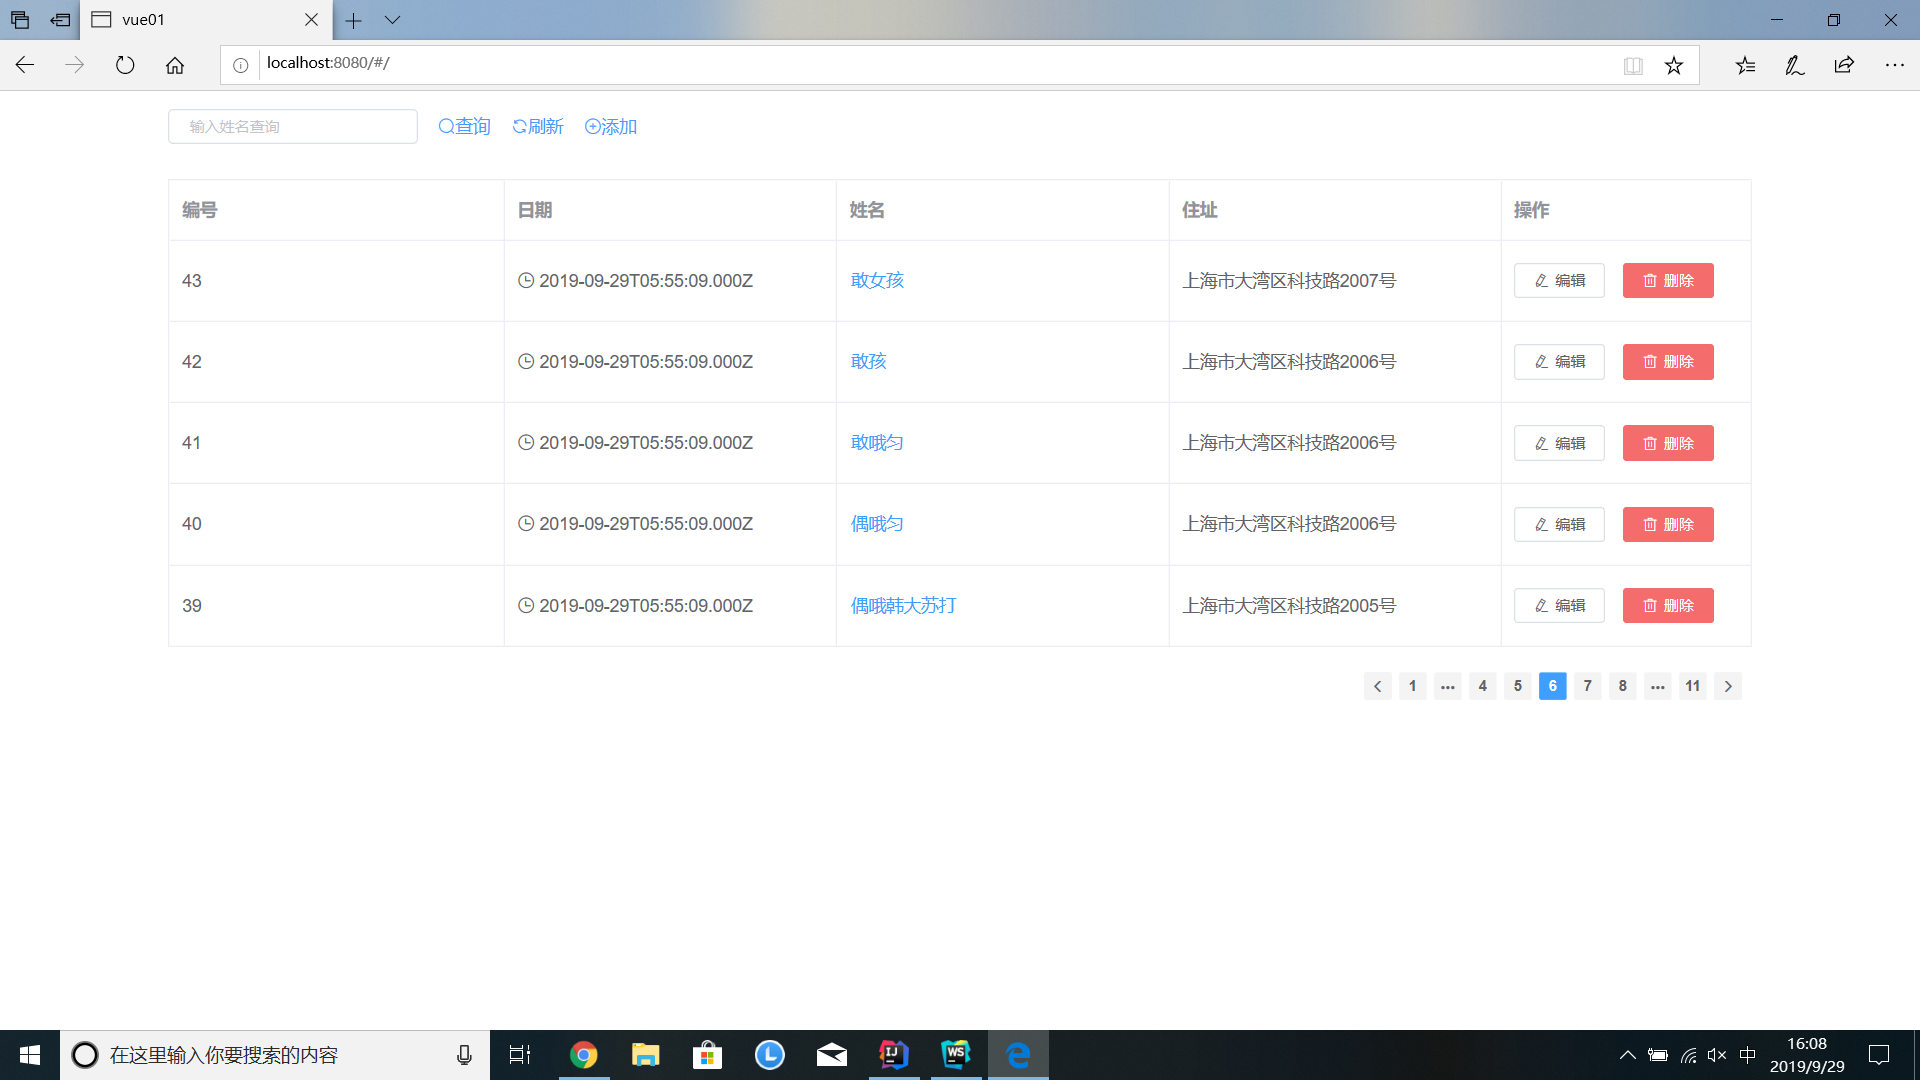 vue01
localhost:8080/#/
输入姓名查询 查询 刷新 添加
编号 日期 姓名 住址 操作
43 2019-09-29T05:55:09.000Z 敢女孩 上海市大湾区科技路2007号 编辑 删除
42 2019-09-29T05:55:09.000Z 敢孩 上海市大湾区科技路2006号 编辑 删除
41 2019-09-29T05:55:09.000Z 敢哦匀 上海市大湾区科技路2006号 编辑 删除
40 2019-09-29T05:55:09.000Z 偶哦匀 上海市大湾区科技路2006号 编辑 删除
39 2019-09-29T05:55:09.000Z 偶哦韩大苏打 上海市大湾区科技路2005号 编辑 删除
1 ••• 4 5 6 7 8 ••• 11
在这里输入你要搜索的内容
IJ
WS
中
16:08
2019/9/29